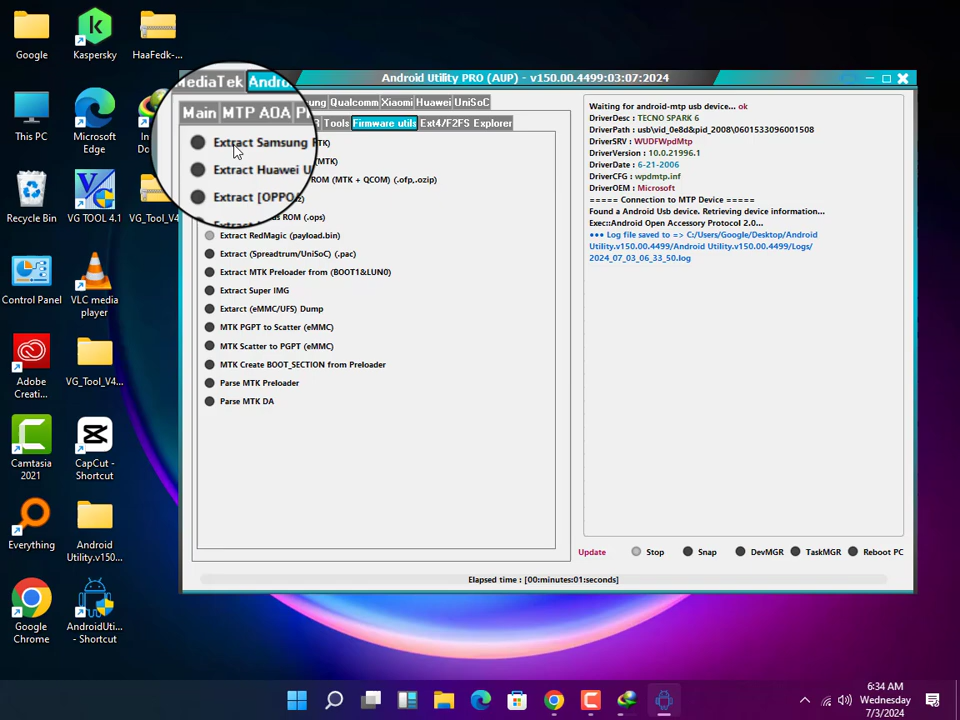 Google
Kaspersky
HaaFedk-...
Android Utility PRO (AUP) - v150.00.4499:03:07:2024
MediaTek
Qualcomm
Xiaomi
Huawei
UniSoC
Main
MTP
AOA
Tools
Firmware utils
Ext4/F2FS Explorer
This PC
Microsoft
Edge
Extract Samsung
TK)
Extract Huawei
(MTK)
Extract [OPPO
ROM (MTK + QCOM) (.ofp,.ozip)
ROM (.ops)
Extract RedMagic (payload.bin)
Extract (Spreadtrum/UniSoC) (.pac)
Extract MTK Preloader from (BOOT1&LUN0)
Extract Super IMG
Extarct (eMMC/UFS) Dump
MTK PGPT to Scatter (eMMC)
MTK Scatter to PGPT (eMMC)
MTK Create BOOT_SECTION from Preloader
Parse MTK Preloader
Parse MTK DA
Waiting for android-mtp usb device... ok
DriverDesc : TECNO SPARK 6
DriverPath : usb\vid_0e8d&pid_2008\0601533096001508
DriverSRV : WUDFWpdMtp
DriverVersion : 10.0.21996.1
DriverDate : 6-21-2006
DriverCFG : wpdmtp.inf
DriverOEM : Microsoft
===== Connection to MTP Device =====
Found a Android Usb device. Retrieving device information...
Exec::Android Open Accessory Protocol 2.0...
●●● Log file saved to => C:/Users/Google/Desktop/Android
Utility.v150.00.4499/Android Utility.v150.00.4499/Logs/
2024_07_03_06_33_50.log
Update
Stop
Snap
DevMGR
TaskMGR
Reboot PC
Elapsed time : [00:minutes:01:seconds]
Recycle Bin
VG TOOL 4.1
VG_Tool_V4
Control Panel
VLC media
player
Adobe
Creati...
VG_Tool_V4...
Camtasia
2021
CapCut -
Shortcut
Everything
Android
Utility.v150...
Google
Chrome
AndroidUti...
- Shortcut
6:34 AM
Wednesday
7/3/2024